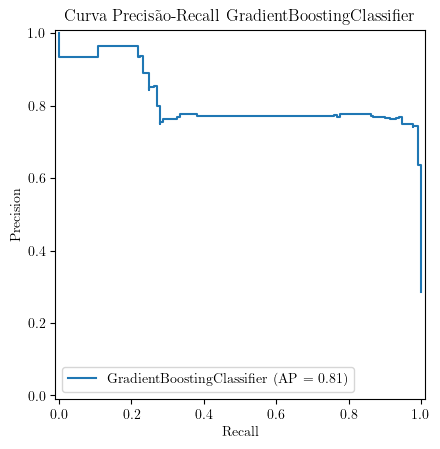 Curva Precisão-Recall GradientBoostingClassifier
1.0
0.8
0.6
0.4
0.2
0.0
Precision
GradientBoostingClassifier (AP = 0.81)
0.0 0.2 0.4 0.6 0.8 1.0
Recall